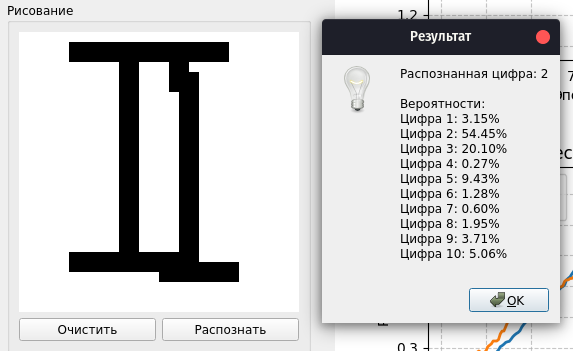 Рисование
Очистить
Распознать
Результат
Распознанная цифра: 2
Вероятности:
Цифра 1: 3.15%
Цифра 2: 54.45%
Цифра 3: 20.10%
Цифра 4: 0.27%
Цифра 5: 9.43%
Цифра 6: 1.28%
Цифра 7: 0.60%
Цифра 8: 1.95%
Цифра 9: 3.71%
Цифра 10: 5.06%
OK
1.2
0.3